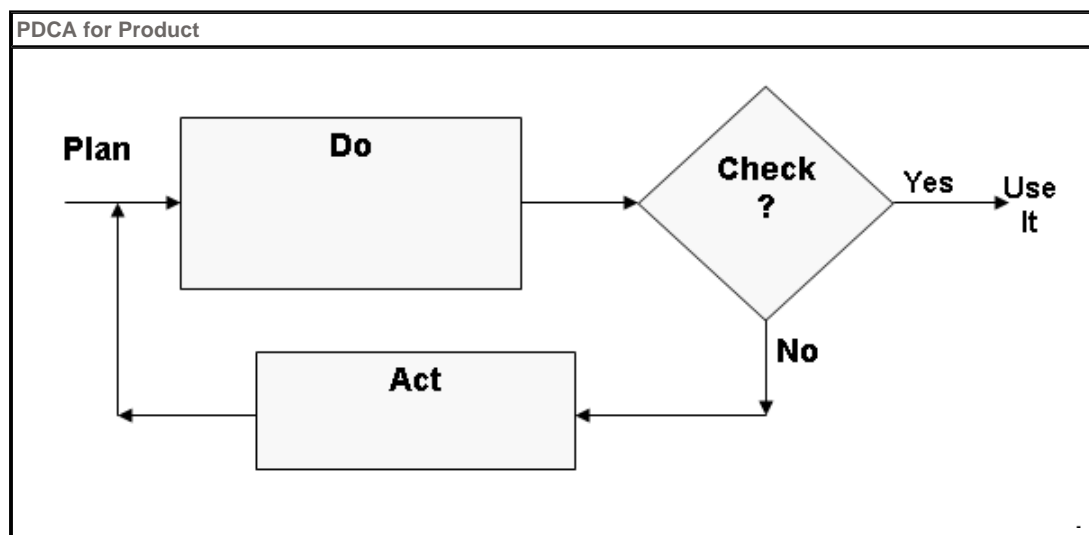 PDCA for Product
Plan
Do
Check
?
Yes
Use
It
No
Act